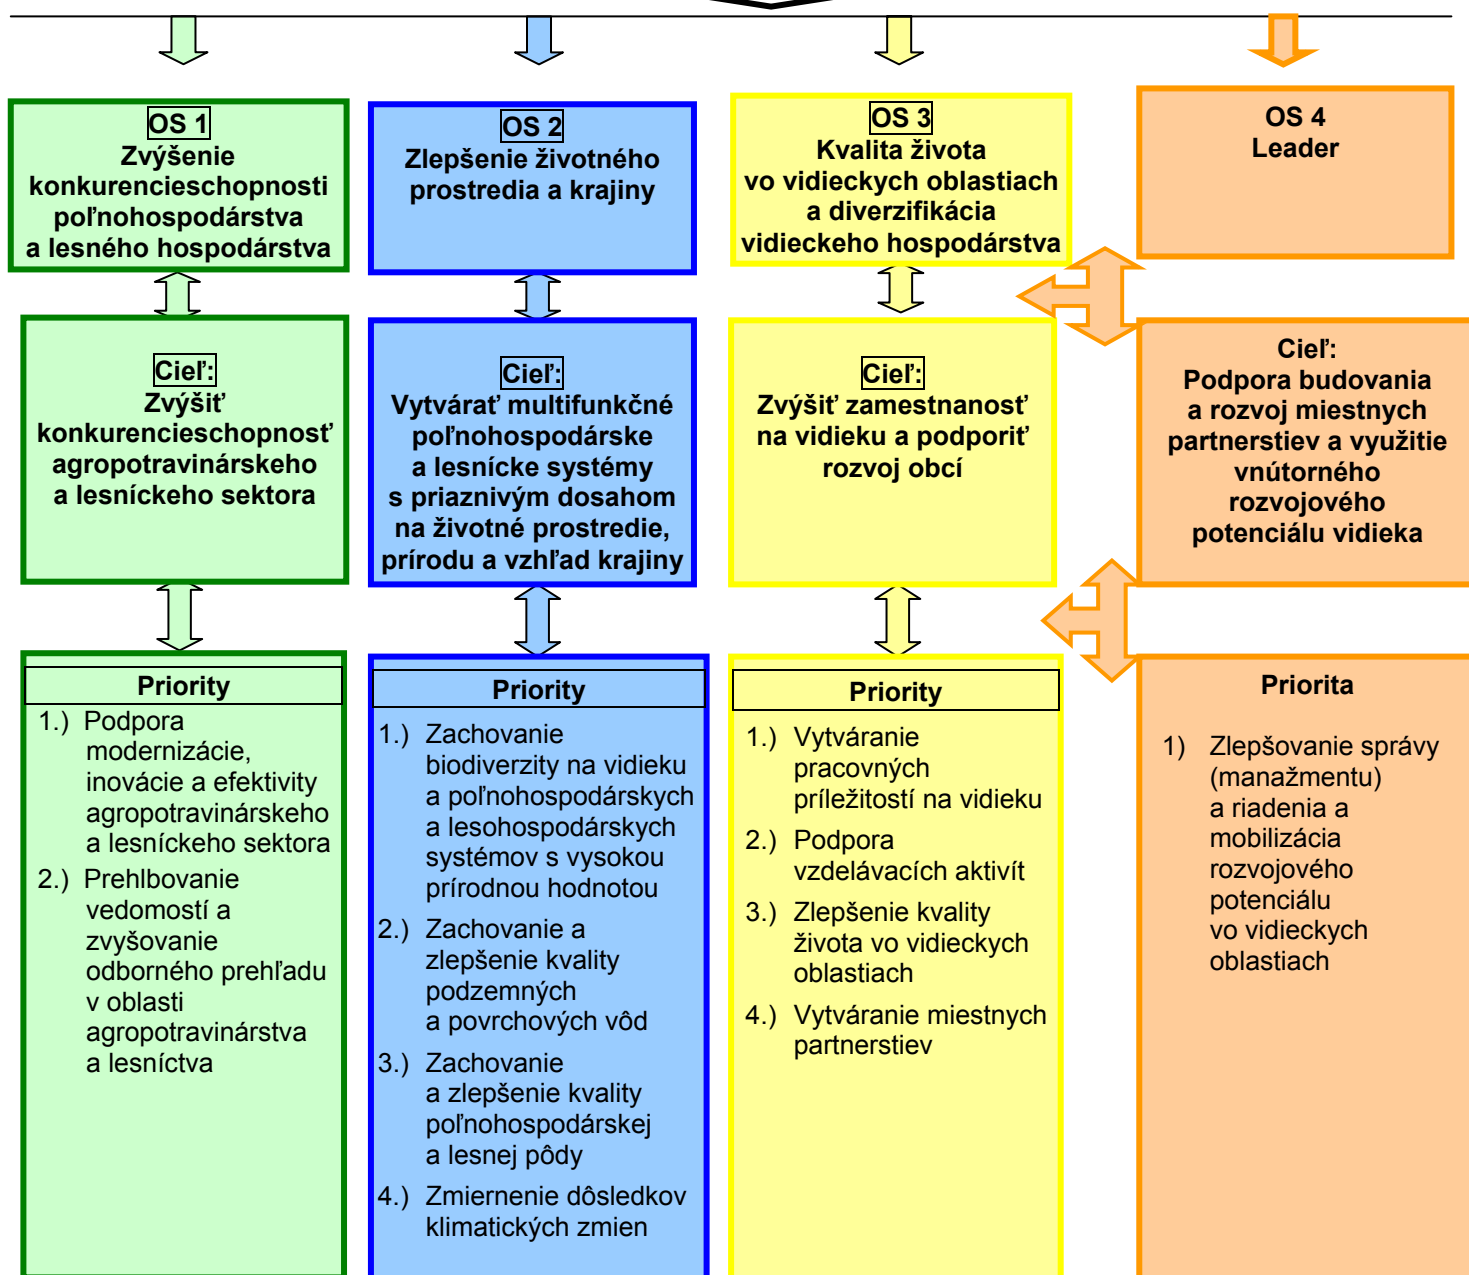 OS 1
Zvýšenie
konkurencieschopnosti
poľnohospodárstva
a lesného hospodárstva
OS 2
Zlepšenie životného
prostredia a krajiny
OS 3
Kvalita života
vo vidieckych oblastiach
a diverzifikácia
vidieckeho hospodárstva
OS 4
Leader
Cieľ:
Zvýšiť
konkurencieschopnosť
agropotravinárskeho
a lesníckeho sektora
Cieľ:
Vytvárať multifunkčné
poľnohospodárske
a lesnícke systémy
s priaznivým dosahom
na životné prostredie,
prírodu a vzhľad krajiny
Cieľ:
Zvýšiť zamestnanosť
na vidieku a podporiť
rozvoj obcí
Cieľ:
Podpora budovania
a rozvoj miestnych
partnerstiev a využitie
vnútorného
rozvojového
potenciálu vidieka
Priority
1.) Podpora
modernizácie,
inovácie a efektivity
agropotravinárskeho
a lesníckeho sektora
2.) Prehlbovanie
vedomostí a
zvyšovanie
odborného prehľadu
v oblasti
agropotravinárstva
a lesníctva
Priority
1.) Zachovanie
biodiverzity na vidieku
a poľnohospodárskych
a lesohospodárskych
systémov s vysokou
prírodnou hodnotou
2.) Zachovanie a
zlepšenie kvality
podzemných
a povrchových vôd
3.) Zachovanie
a zlepšenie kvality
poľnohospodárskej
a lesnej pôdy
4.) Zmiernenie dôsledkov
klimatických zmien
Priority
1.) Vytváranie
pracovných
príležitostí na vidieku
2.) Podpora
vzdelávacích aktivít
3.) Zlepšenie kvality
života vo vidieckych
oblastiach
4.) Vytváranie miestnych
partnerstiev
Priorita
1) Zlepšovanie správy
(manažmentu)
a riadenia a
mobilizácia
rozvojového
potenciálu
vo vidieckych
oblastiach